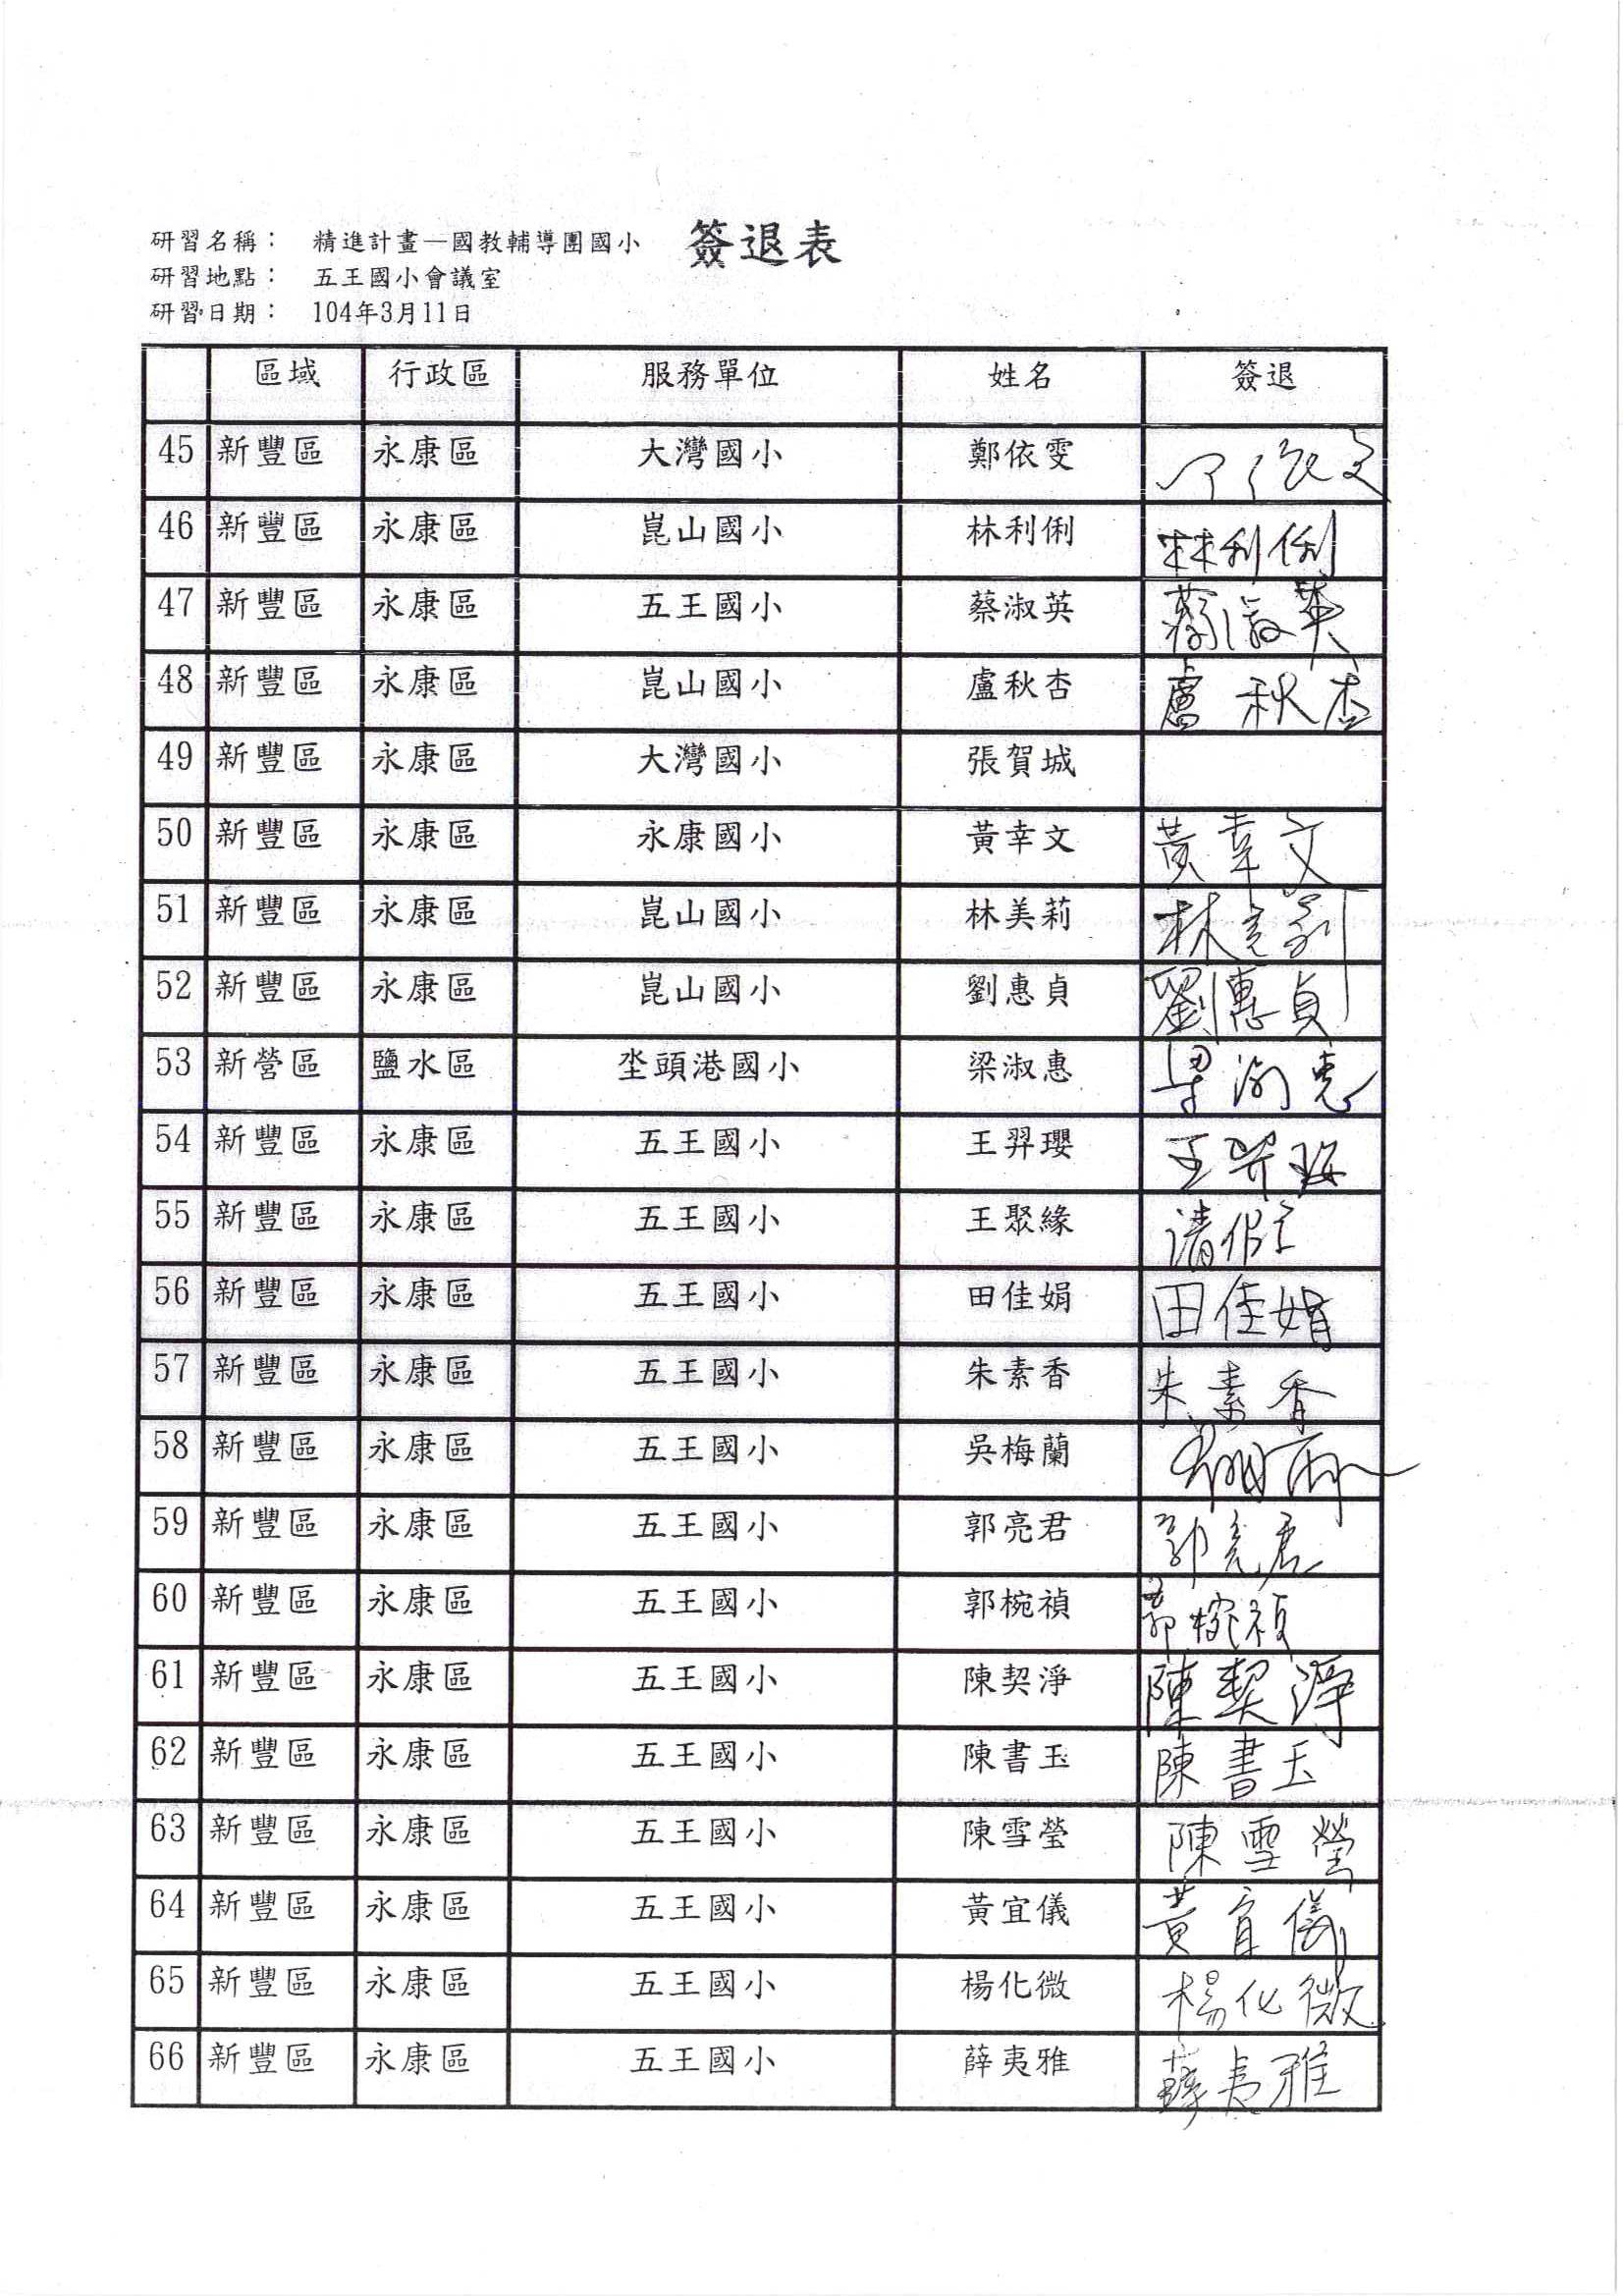 簽退表
研習名稱： 精進計畫—國教輔導團國小
研習地點： 五王國小會議室
研習日期： 104年3月11日
區域 行政區 服務單位 姓名 簽退
45 新豐區 永康區 大灣國小 鄭依雯
46 新豐區 永康區 崑山國小 林利俐 林利俐
47 新豐區 永康區 五王國小 蔡淑英 蔡淑英
48 新豐區 永康區 崑山國小 盧秋杏 盧秋杏
49 新豐區 永康區 大灣國小 張賀城
50 新豐區 永康區 永康國小 黃幸文 黃幸文
51 新豐區 永康區 崑山國小 林美莉 林美莉
52 新豐區 永康區 崑山國小 劉惠貞 劉惠貞
53 新營區 鹽水區 坔頭港國小 梁淑惠 梁淑惠
54 新豐區 永康區 五王國小 王羿瓔 王羿瓔
55 新豐區 永康區 五王國小 王聚緣 請假
56 新豐區 永康區 五王國小 田佳娟 田佳娟
57 新豐區 永康區 五王國小 朱素香 朱素香
58 新豐區 永康區 五王國小 吳梅蘭
59 新豐區 永康區 五王國小 郭亮君 郭亮君
60 新豐區 永康區 五王國小 郭椀禎 郭椀禎
61 新豐區 永康區 五王國小 陳契淨 陳契淨
62 新豐區 永康區 五王國小 陳書玉 陳書玉
63 新豐區 永康區 五王國小 陳雪瑩 陳雪瑩
64 新豐區 永康區 五王國小 黃宜儀 黃宜儀
65 新豐區 永康區 五王國小 楊化微 楊化微
66 新豐區 永康區 五王國小 薛夷雅 薛夷雅